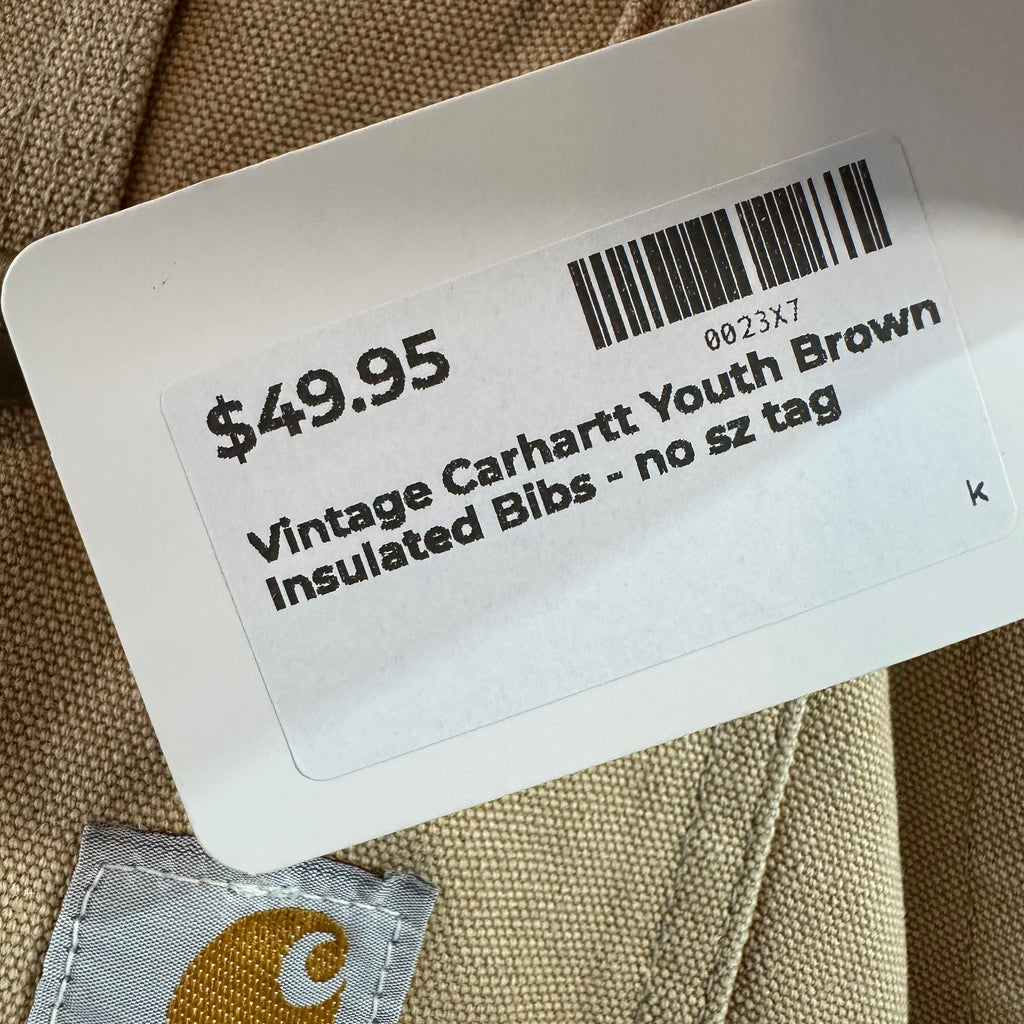 0023X7
$49.95
Vintage Carhartt Youth Brown
Insulated Bibs - no sz tag
k